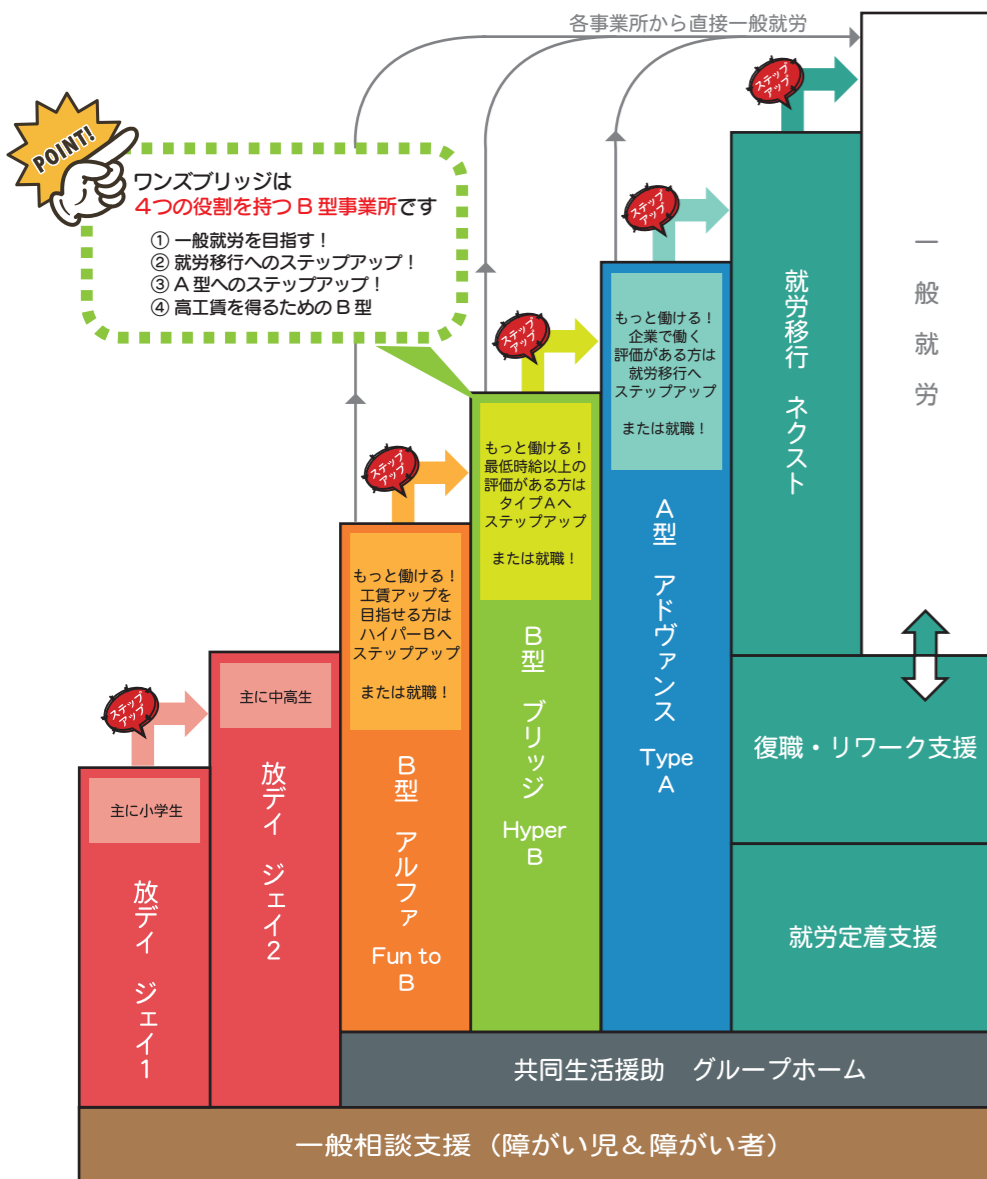 各事業所から直接一般就労
POINT!
ワンズブリッジは
4つの役割を持つB型事業所です
① 一般就労を目指す！
② 就労移行へのステップアップ！
③ A型へのステップアップ！
④ 高工賃を得るためのB型
ステップ
アップ
ステップ
アップ
ステップ
アップ
ステップ
アップ
ステップ
アップ
主に小学生
放デイ ジェイ1
主に中高生
放デイ ジェイ2
もっと働ける！
工賃アップを
目指せる方は
ハイパーBへ
ステップアップ
または就職！
B型 アルファ
Fun to
B
もっと働ける！
最低時給以上の
評価がある方は
タイプAへ
ステップアップ
または就職！
B型 ブリッジ
Hyper
B
もっと働ける！
企業で働く
評価がある方は
就労移行へ
ステップアップ
または就職！
A型 アドヴァンス
Type
A
就労移行 ネクスト
一般就労
復職・リワーク支援
就労定着支援
共同生活援助　グループホーム
一般相談支援（障がい児＆障がい者）